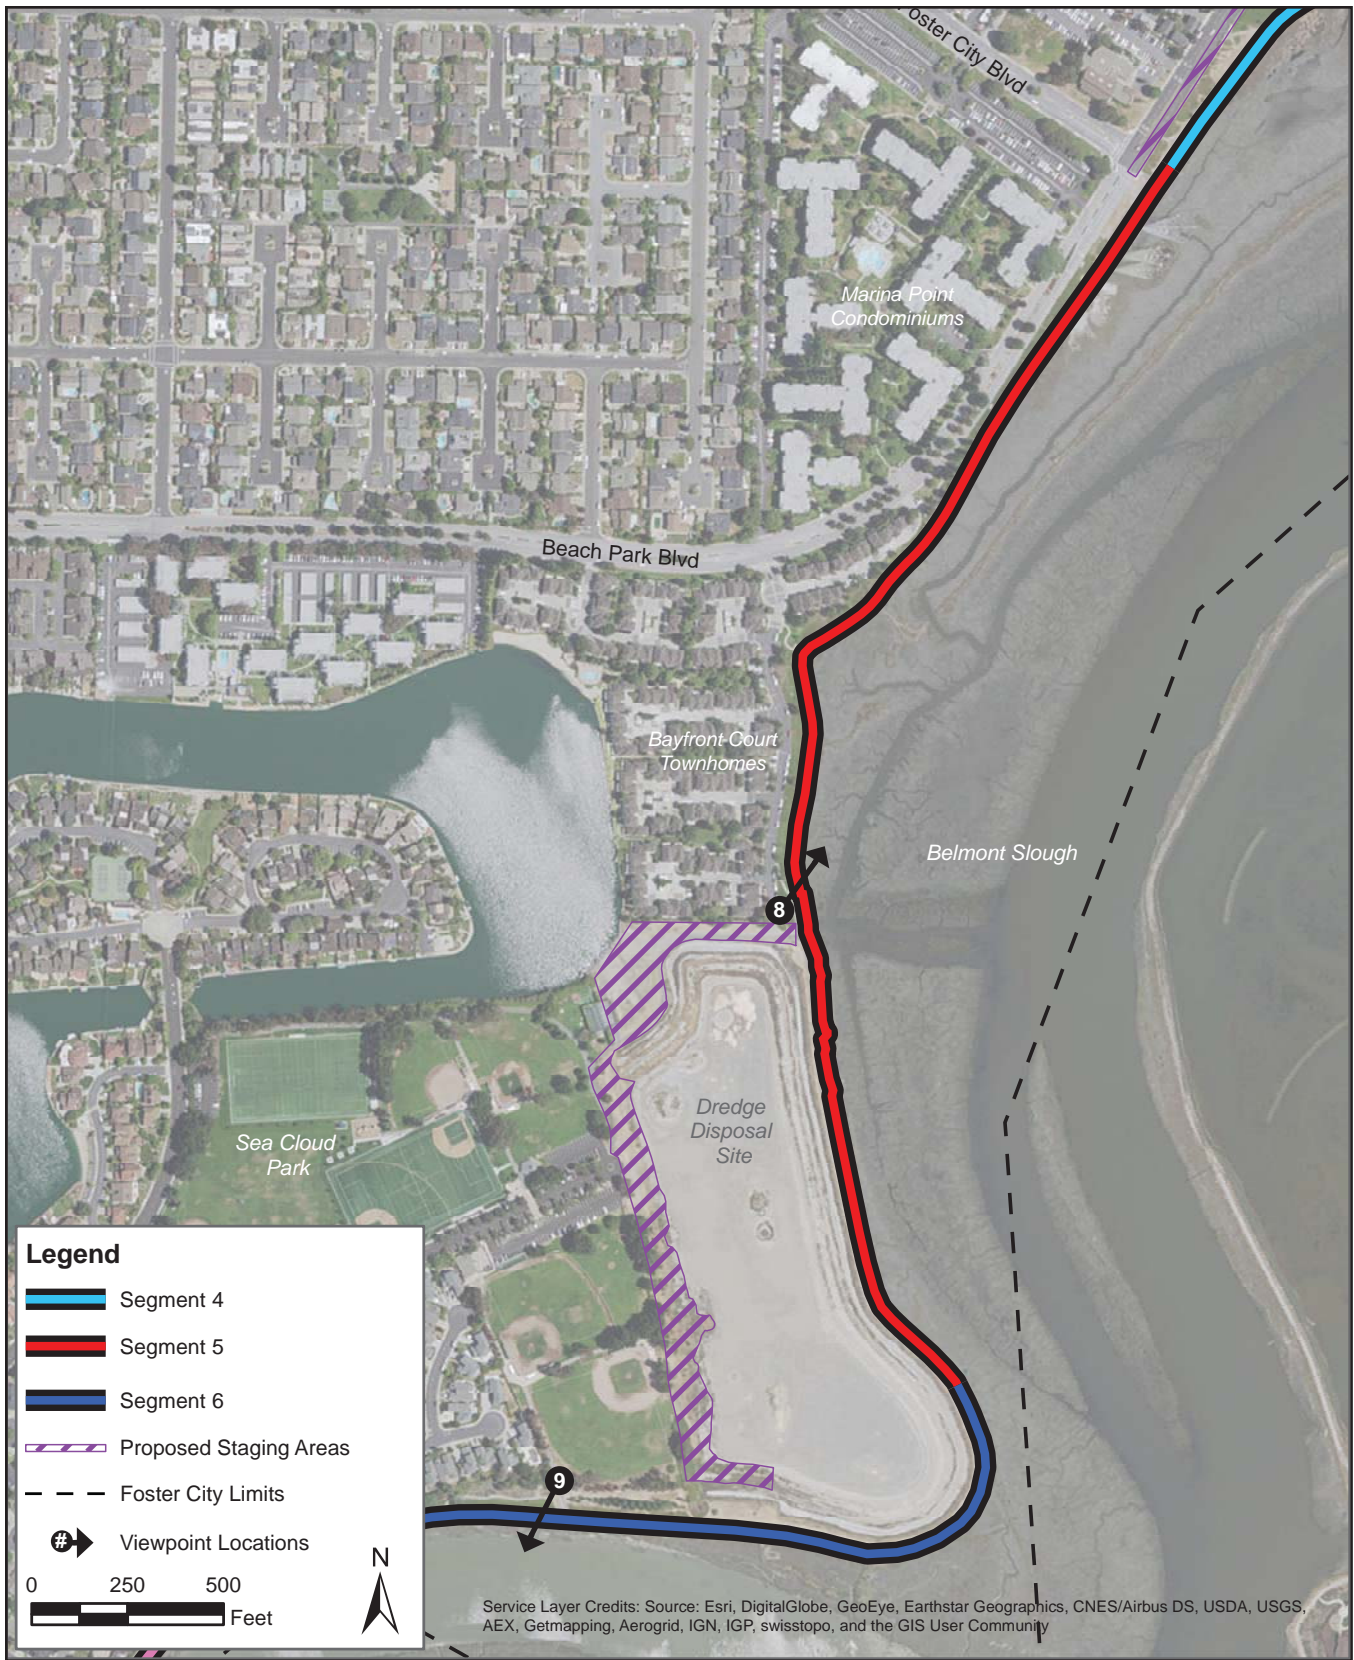 Foster City Blvd
Marina Point
Condominiums
Beach Park Blvd
Bayfront Court
Townhomes
Belmont Slough
8
Dredge
Disposal
Site
Sea Cloud
Park
9
Legend
Segment 4
Segment 5
Segment 6
Proposed Staging Areas
Foster City Limits
# Viewpoint Locations
N
0 250 500
Feet
Service Layer Credits: Source: Esri, DigitalGlobe, GeoEye, Earthstar Geographics, CNES/Airbus DS, USDA, USGS,
AEX, Getmapping, Aerogrid, IGN, IGP, swisstopo, and the GIS User Community